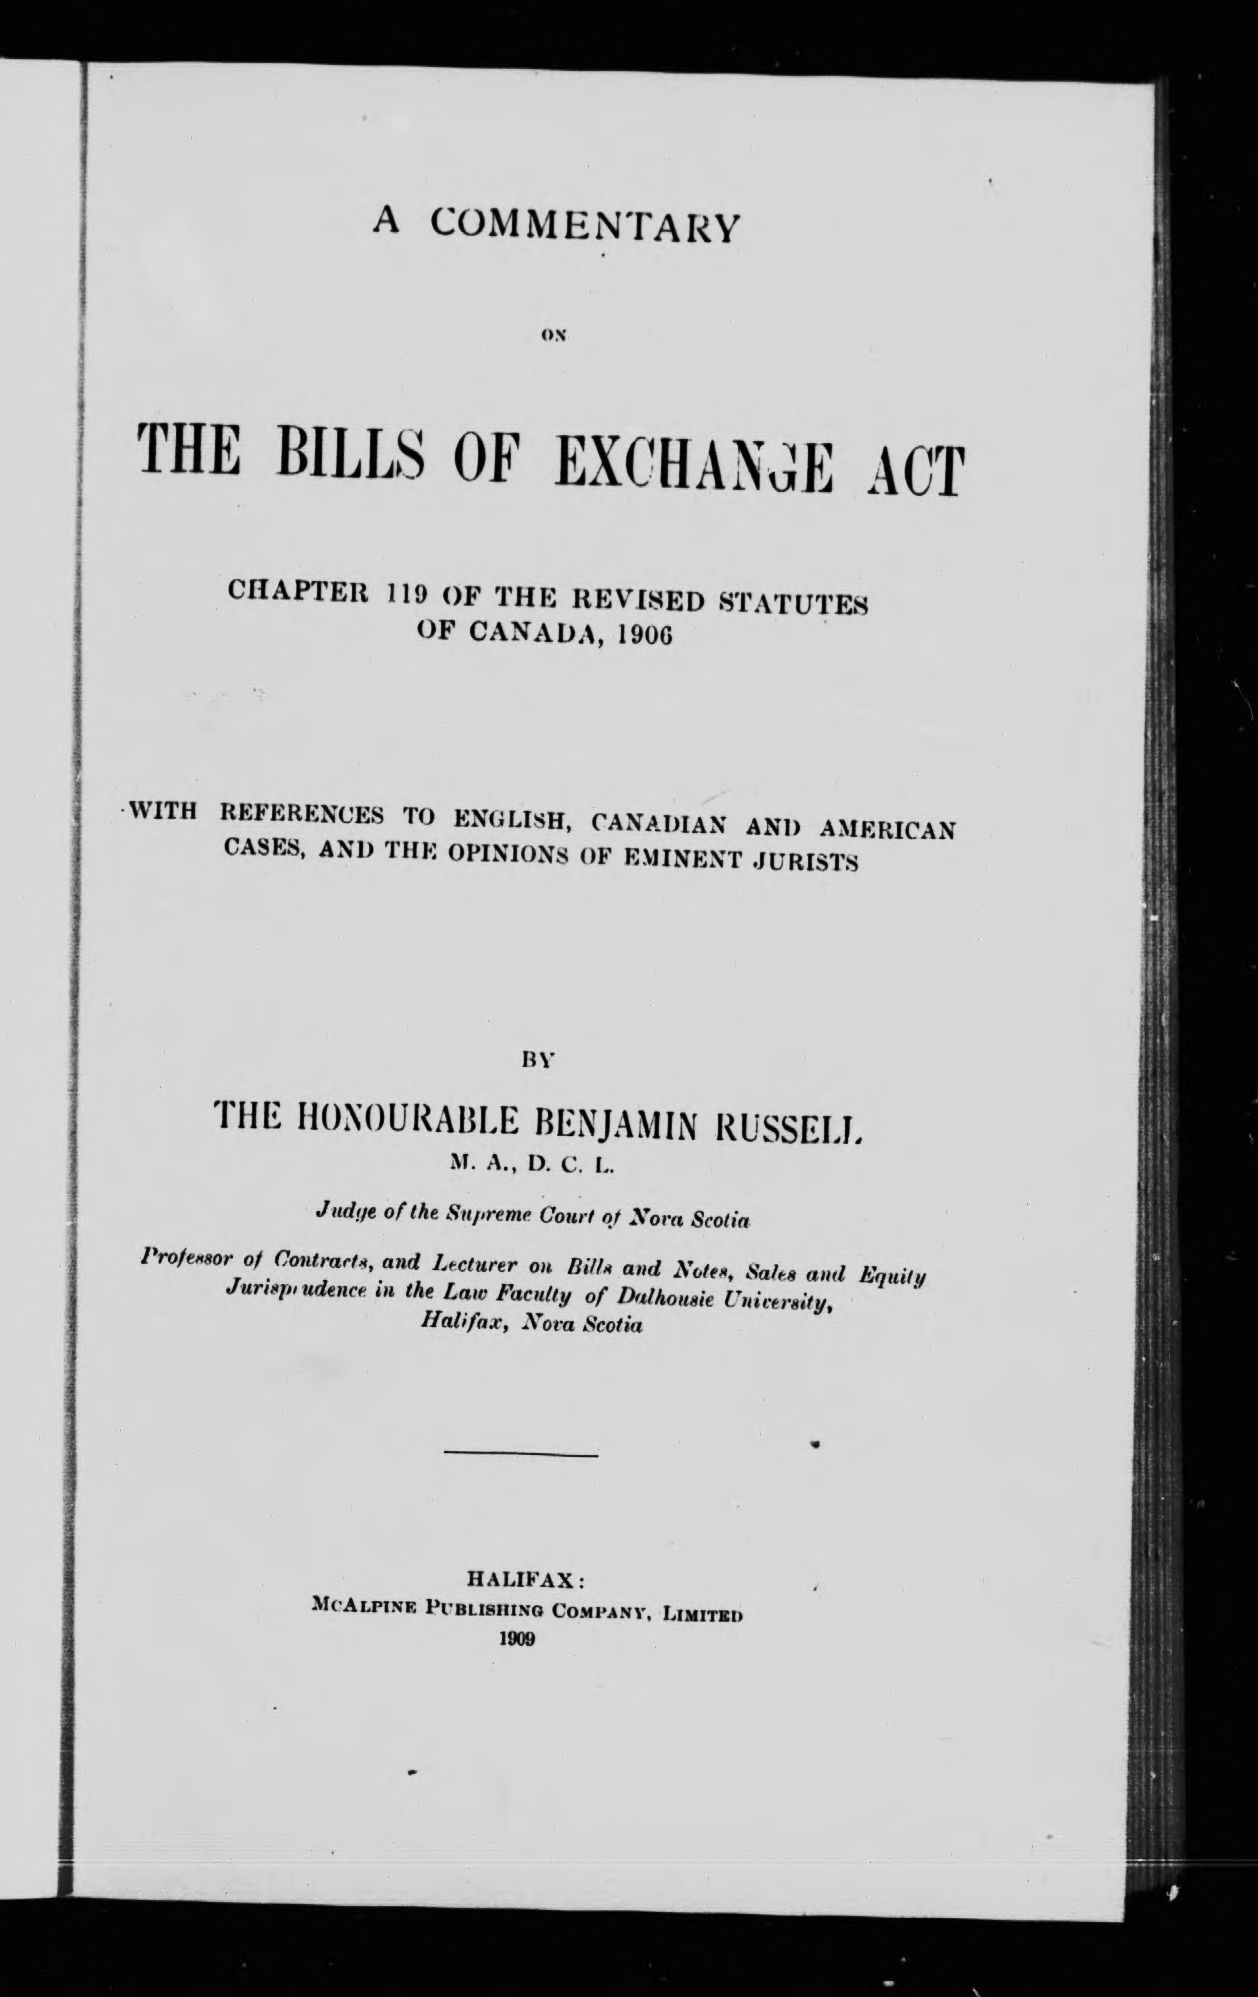 A COMMENTARY
ON
THE BILLS OF EXCHANGE ACT
CHAPTER 119 OF THE REVISED STATUTES
OF CANADA, 1906
WITH REFERENCES TO ENGLISH, CANADIAN AND AMERICAN
CASES, AND THE OPINIONS OF EMINENT JURISTS
BY
THE HONOURABLE BENJAMIN RUSSELL
M. A., D. C. L.
Judge of the Supreme Court of Nova Scotia
Professor of Contracts, and Lecturer on Bills and Notes, Sales and Equity
Jurisprudence in the Law Faculty of Dalhousie University,
Halifax, Nova Scotia
HALIFAX:
McAlpine Publishing Company, Limited
1909